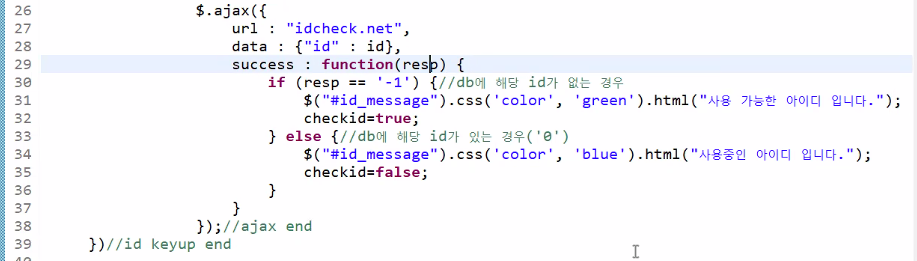 26 $.ajax({
27 url : "idcheck.net",
28 data : {"id" : id},
29 success : function(resp) {
30 if (resp == '-1') {//db에 해당 id가 없는 경우
31 $("#id_message").css('color', 'green').html("사용 가능한 아이디 입니다.");
32 checkid=true;
33 } else {//db에 해당 id가 있는 경우('0')
34 $("#id_message").css('color', 'blue').html("사용중인 아이디 입니다.");
35 checkid=false;
36 }
37 }
38 });//ajax end
39 })//id keyup end